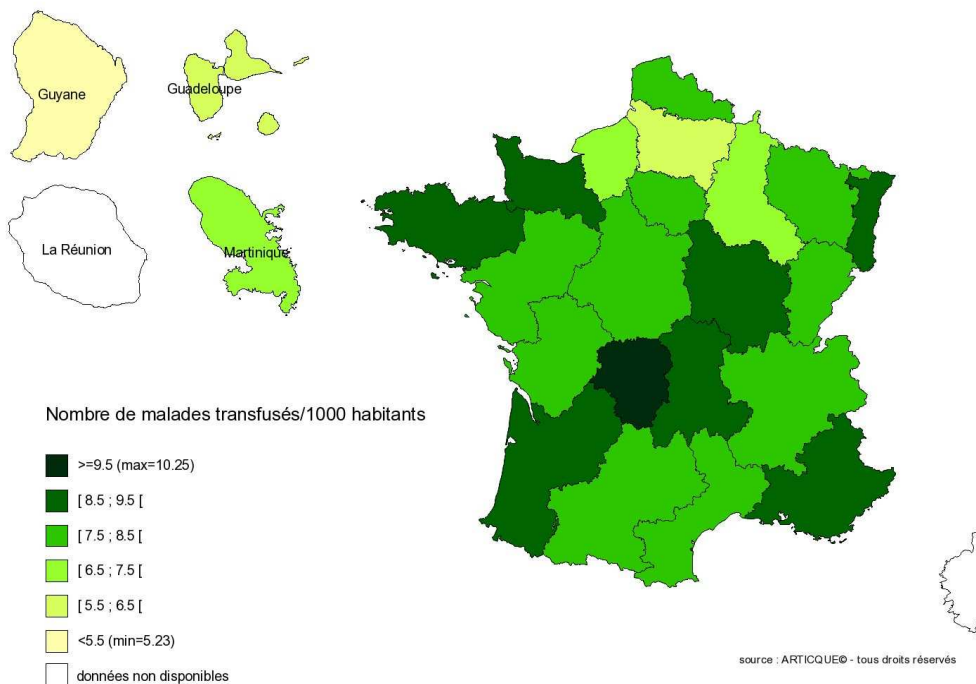 Guyane
Guadeloupe
La Réunion
Martinique
Nombre de malades transfusés/1000 habitants
>=9.5 (max=10.25)
[ 8.5 ; 9.5 [
[ 7.5 ; 8.5 [
[ 6.5 ; 7.5 [
[ 5.5 ; 6.5 [
<5.5 (min=5.23)
données non disponibles
source : ARTICQUE© - tous droits réservés